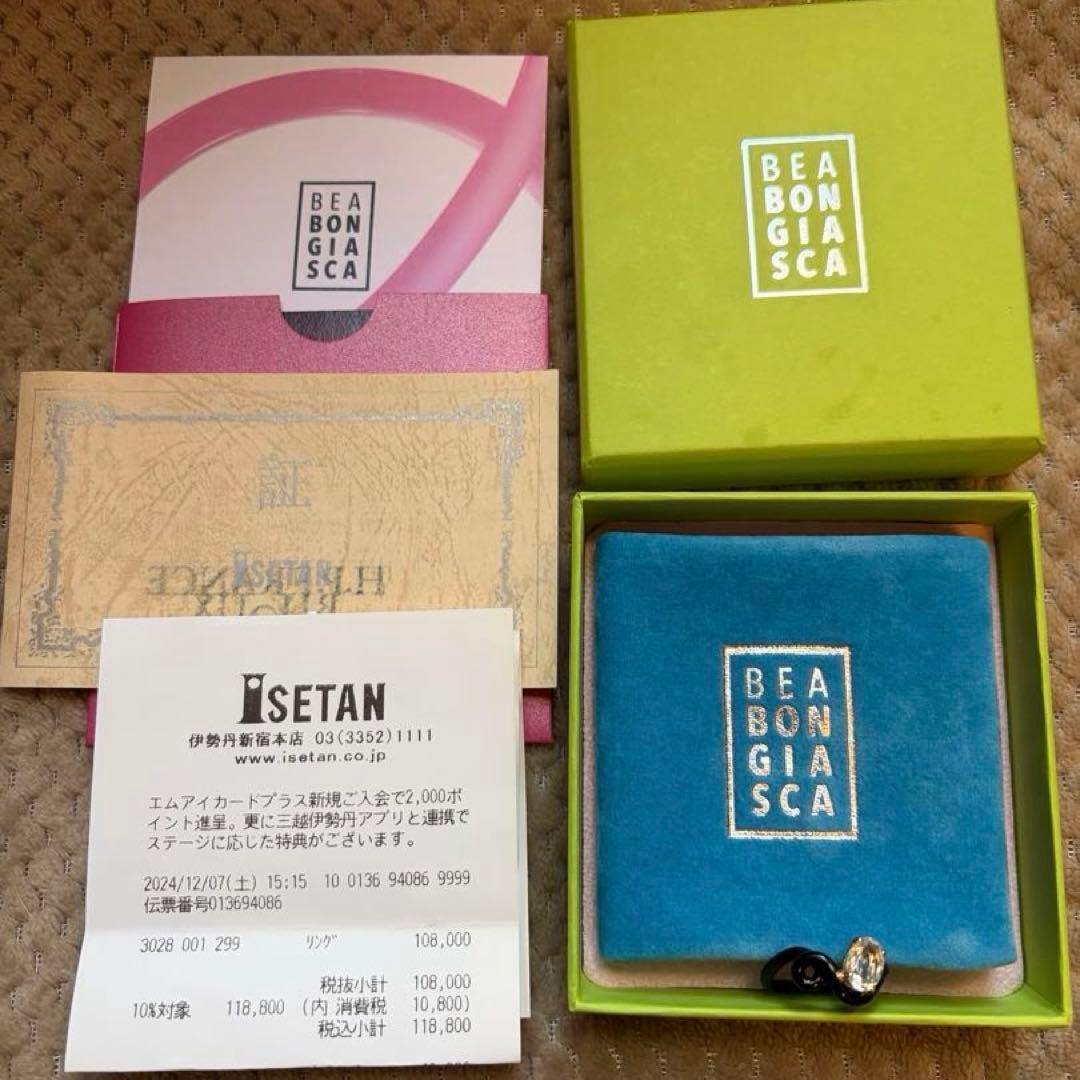 BEA
BON
GIA
SCA
BEA
BON
GIA
SCA
証
ISETAN
ISETAN
伊勢丹新宿本店 03(3352)1111
www.isetan.co.jp
エムアイカードプラス新規ご入会で2,000ポ
イント進呈。更に三越伊勢丹アプリと連携で
ステージに応じた特典がございます。
2024/12/07(土) 15:15 10 0136 94086 9999
伝票番号013694086
3028 001 299 リング 108,000
税抜小計 108,000
10%対象 118,800 (内 消費税 10,800)
税込小計 118,800
BEA
BON
GIA
SCA